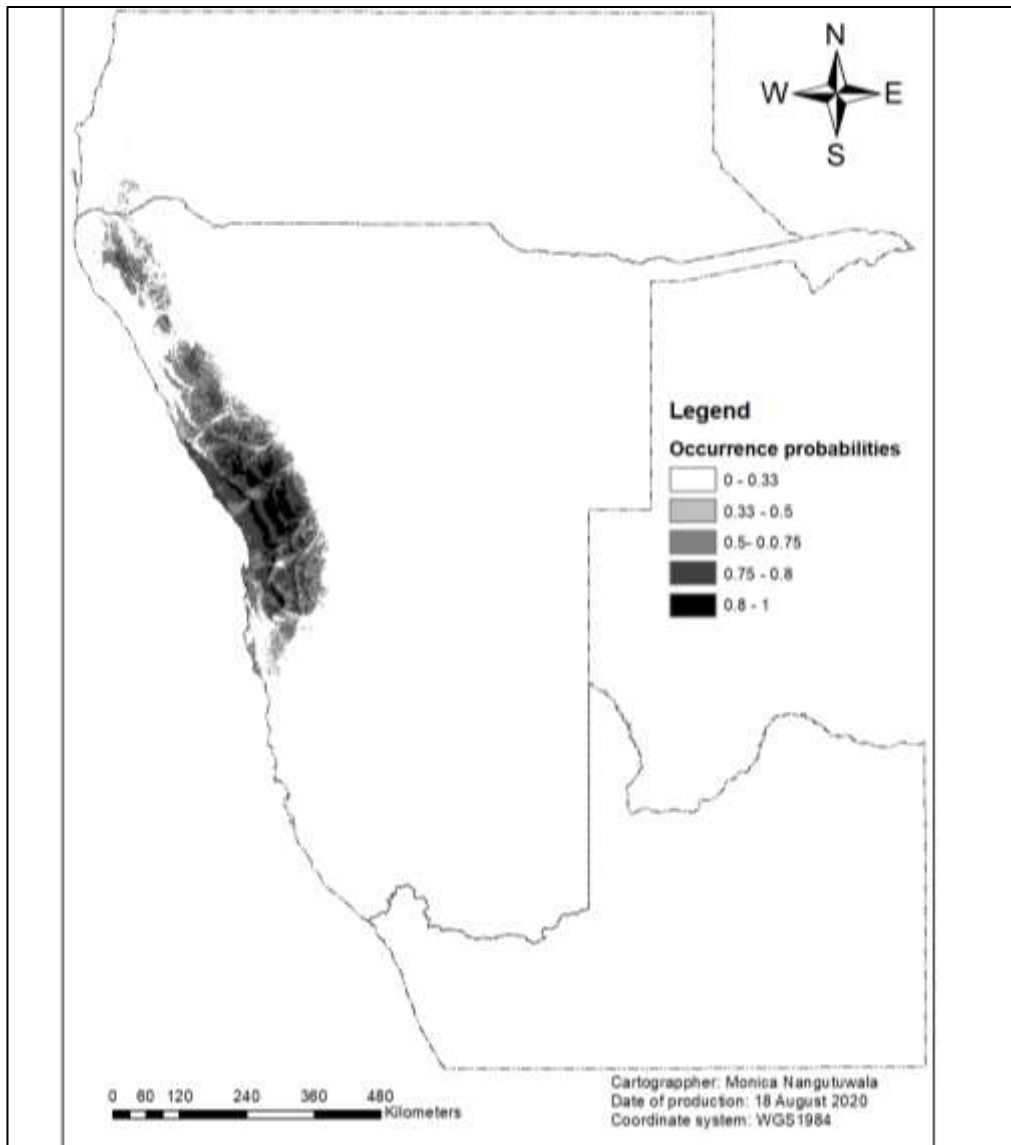 N
W E
S
Legend
Occurrence probabilities
0 - 0.33
0.33 - 0.5
0.5- 0.0.75
0.75 - 0.8
0.8 - 1
0 60 120 240 360 480
Kilometers
Cartograppher: Monica Nangutuwala
Date of production: 18 August 2020
Coordinate system: WGS1984